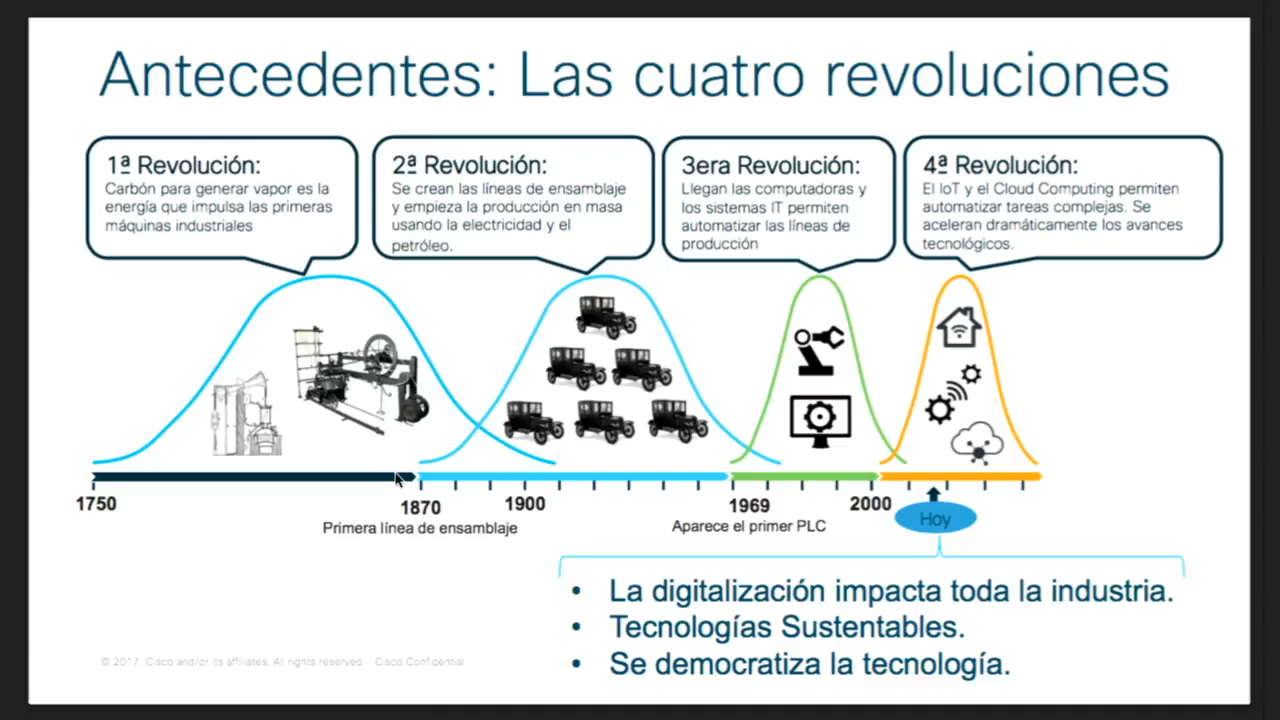 Antecedentes: Las cuatro revoluciones
1ª Revolución:
Carbón para generar vapor es la
energía que impulsa las primeras
máquinas industriales
2ª Revolución:
Se crean las líneas de ensamblaje
y empieza la producción en masa
usando la electricidad y el
petróleo.
3era Revolución:
Llegan las computadoras y
los sistemas IT permiten
automatizar las líneas de
producción
4ª Revolución:
El IoT y el Cloud Computing permiten
automatizar tareas complejas. Se
aceleran dramáticamente los avances
tecnológicos.
1750
1870
1900
1969
2000
Hoy
Primera línea de ensamblaje
Aparece el primer PLC
• La digitalización impacta toda la industria.
• Tecnologías Sustentables.
• Se democratiza la tecnología.
© 2017 Cisco and/or its affiliates. All rights reserved. Cisco Confidential